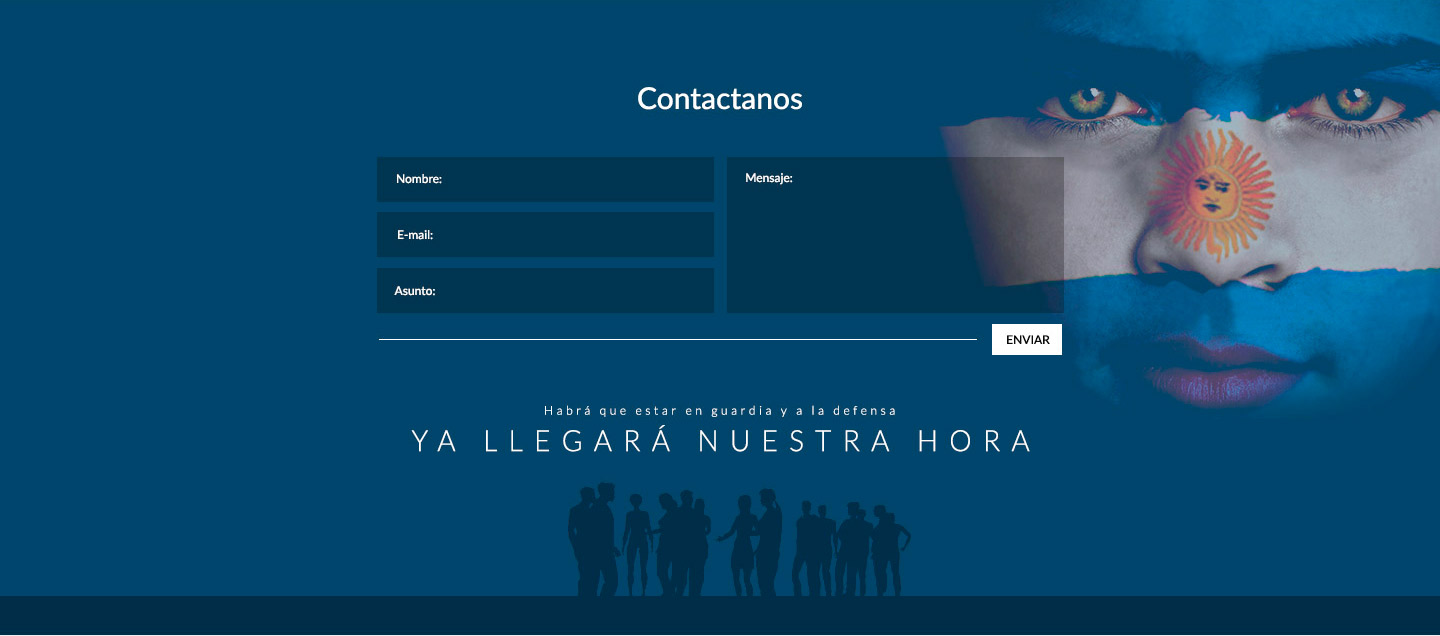 Contactanos
Nombre:
E-mail:
Asunto:
Mensaje:
ENVIAR
Habrá que estar en guardia y a la defensa
YA LLEGARÁ NUESTRA HORA